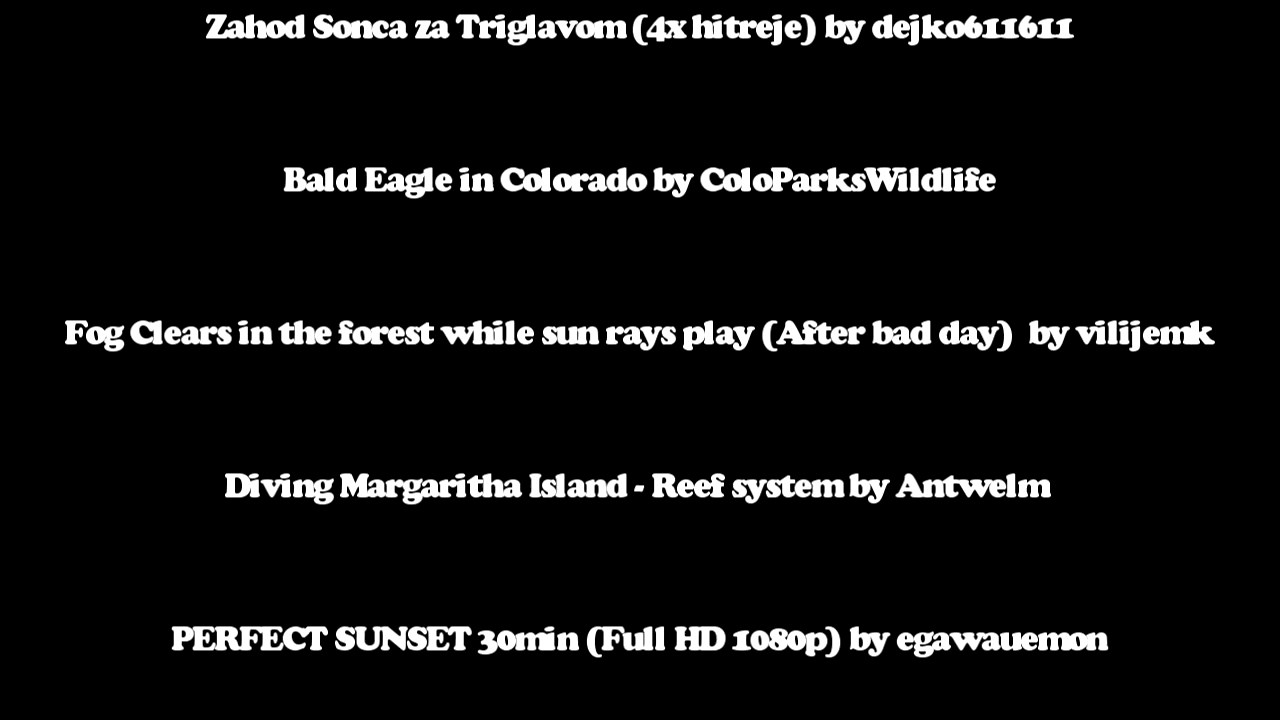 Zahod Sonca za Triglavom (4x hitreje) by dejko611611
Bald Eagle in Colorado by ColoParksWildlife
Fog Clears in the forest while sun rays play (After bad day)  by vilijemk
Diving Margaritha Island - Reef system by Antwelm
PERFECT SUNSET 30min (Full HD 1080p) by egawauemon